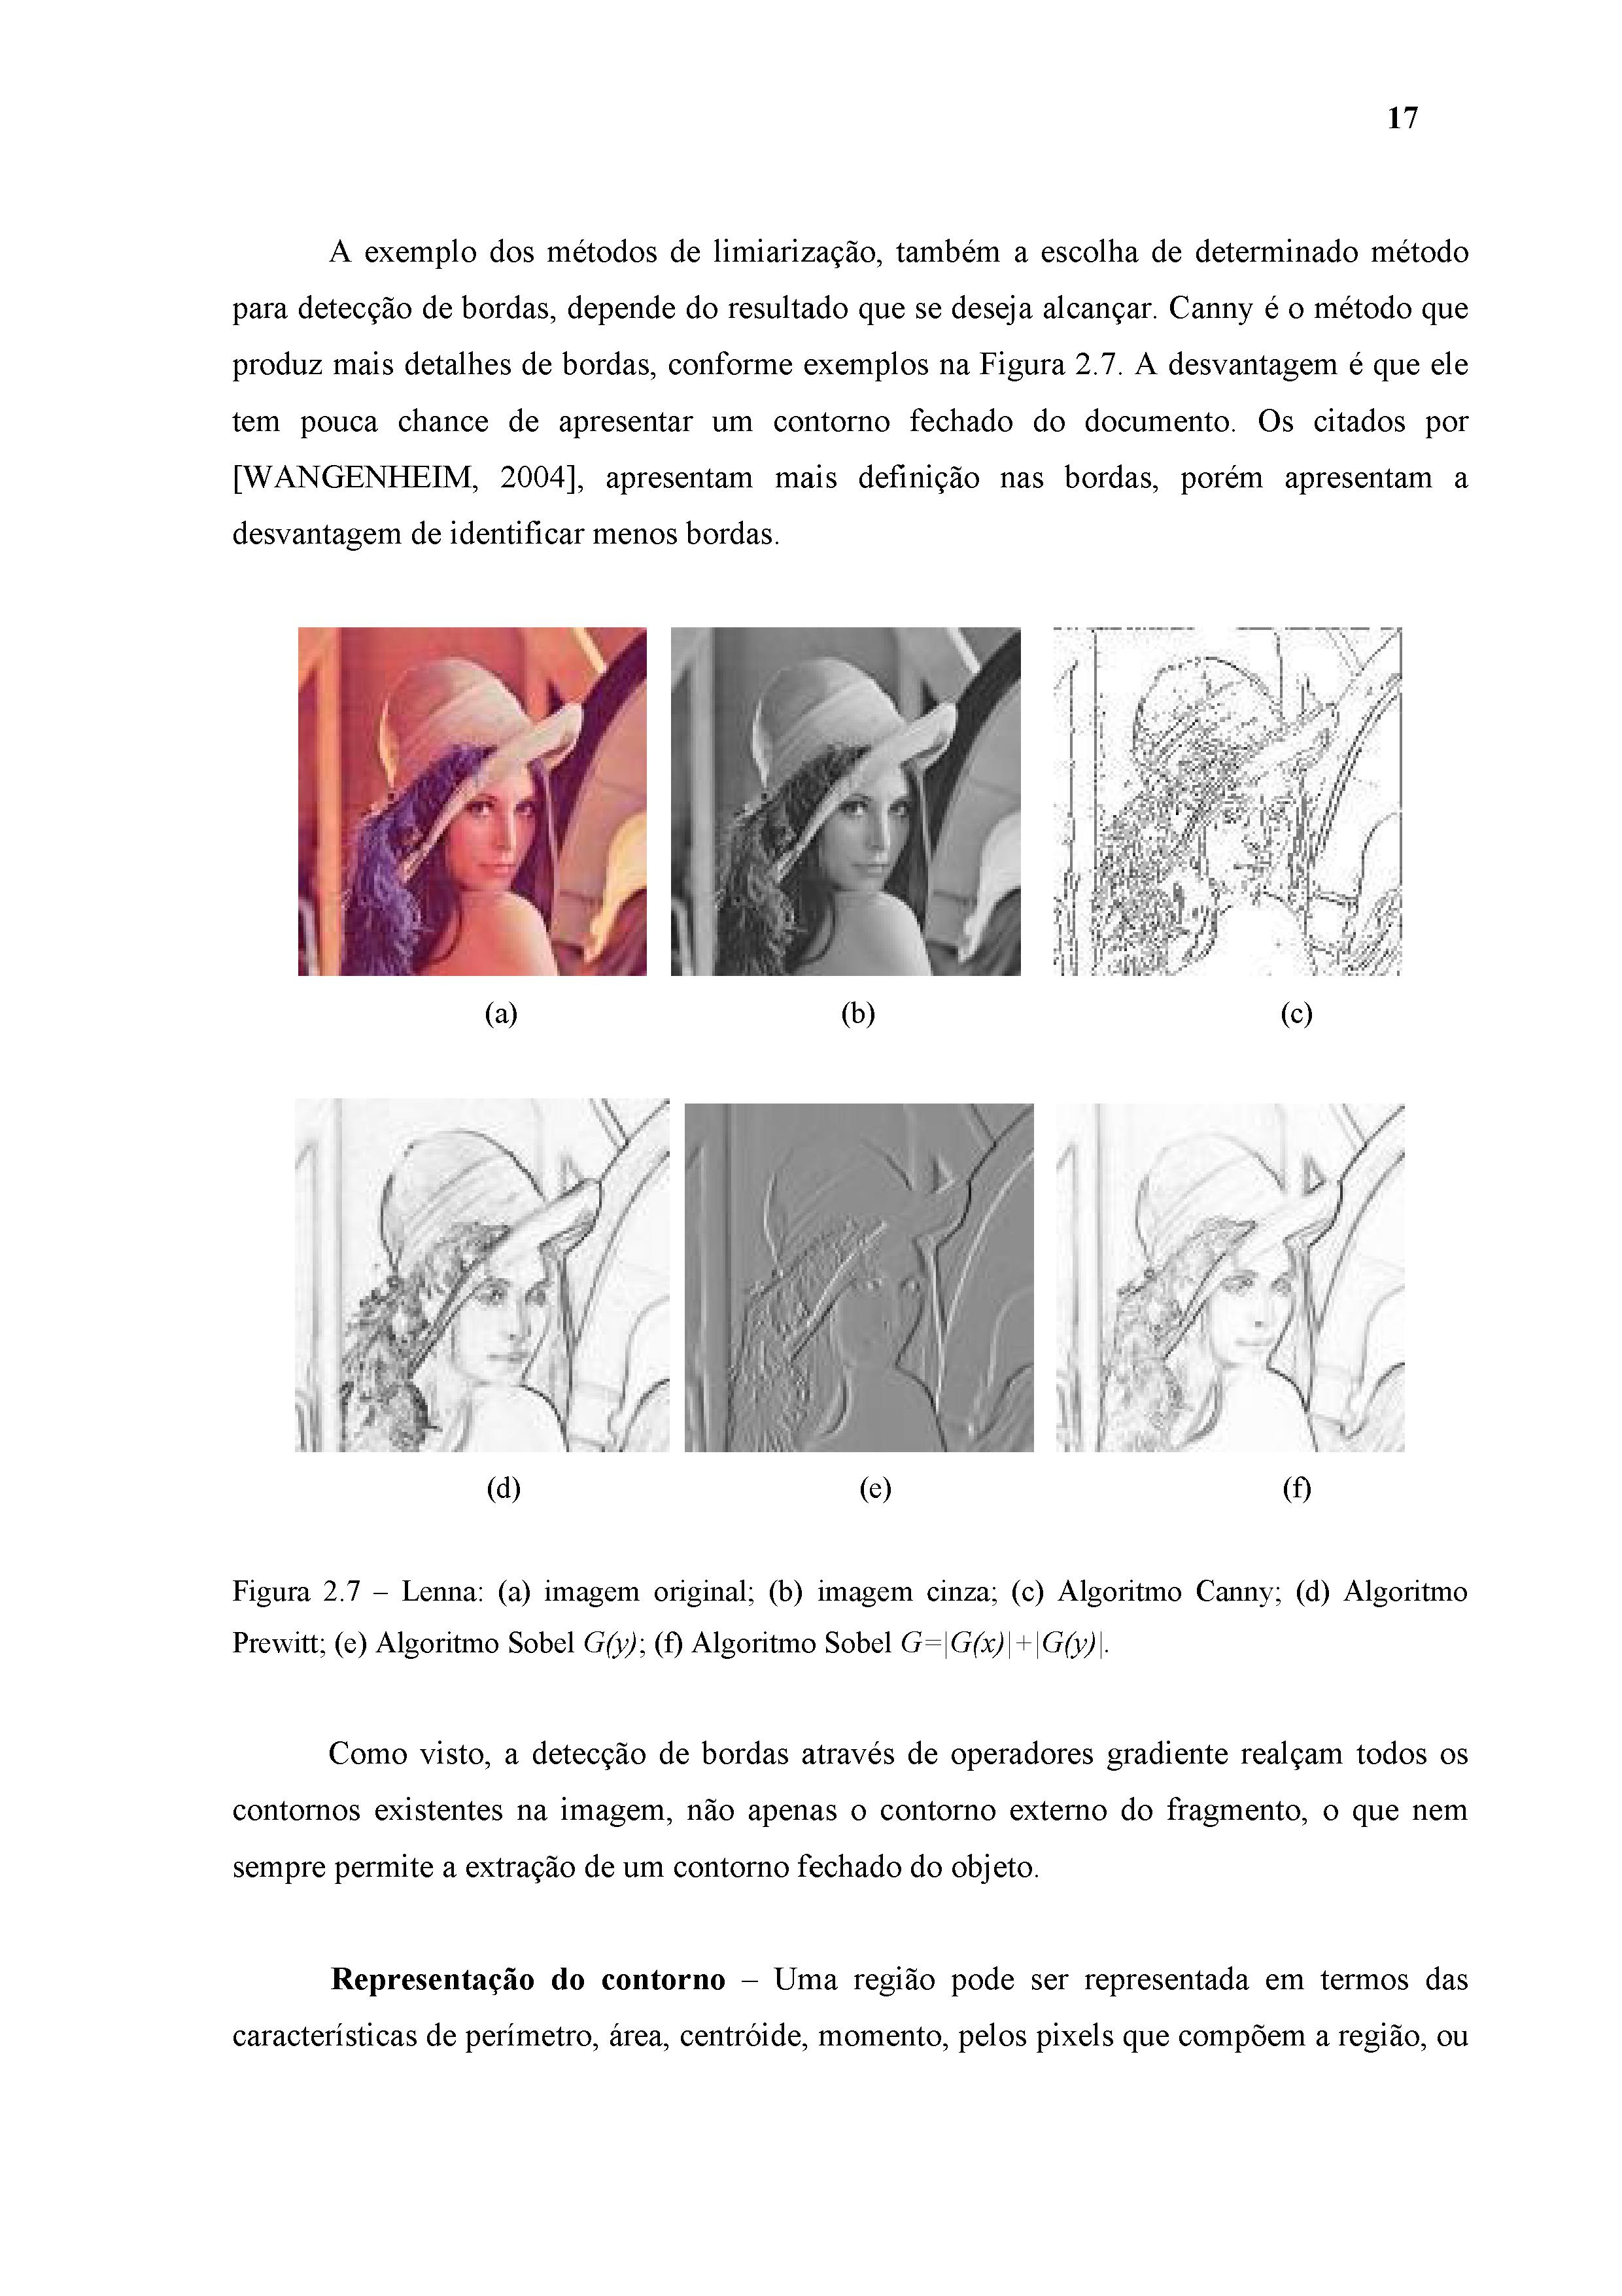 17
A exemplo dos métodos de limiarização, também a escolha de determinado método
para detecção de bordas, depende do resultado que se deseja alcançar. Canny é o método que
produz mais detalhes de bordas, conforme exemplos na Figura 2.7. A desvantagem é que ele
tem pouca chance de apresentar um contorno fechado do documento. Os citados por
[WANGENHEIM, 2004], apresentam mais definição nas bordas, porém apresentam a
desvantagem de identificar menos bordas.
(a) (b) (c)
(d) (e) (f)
Figura 2.7 – Lenna: (a) imagem original; (b) imagem cinza; (c) Algoritmo Canny; (d) Algoritmo
Prewitt; (e) Algoritmo Sobel G(y); (f) Algoritmo Sobel G=|G(x)|+|G(y)|.
Como visto, a detecção de bordas através de operadores gradiente realçam todos os
contornos existentes na imagem, não apenas o contorno externo do fragmento, o que nem
sempre permite a extração de um contorno fechado do objeto.
Representação do contorno – Uma região pode ser representada em termos das
características de perímetro, área, centróide, momento, pelos pixels que compõem a região, ou